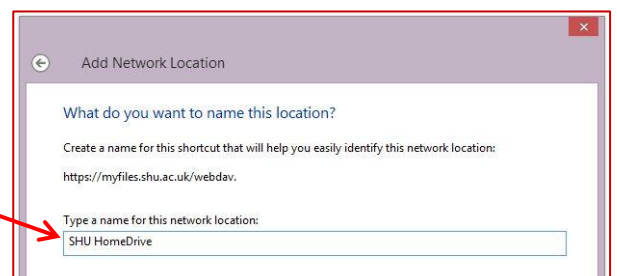 Add Network Location
What do you want to name this location?
Create a name for this shortcut that will help you easily identify this network location:
https://myfiles.shu.ac.uk/webdav.
Type a name for this network location:
SHU HomeDrive